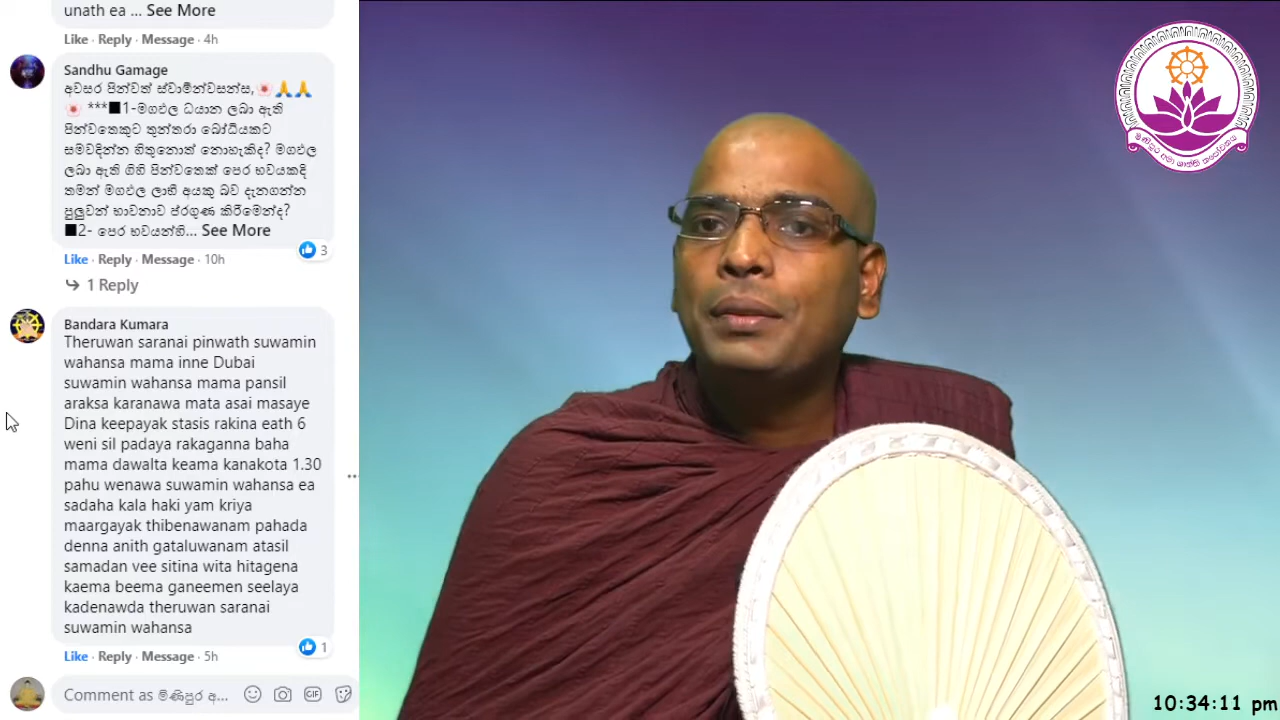 unath ea ... See More
Like · Reply · Message · 4h
Sandhu Gamage
අවසර පින්වත් ස්වාමීන්වහන්ස,🌸🙏🙏
🌸 ***■1-මගඵල ධ්‍යාන ලබා ඇති
පින්වතෙකුට තුන්තරා බෝධියකට
සමවදින්න හිතුනොත් නොහැකිද? මගඵල
ලබා ඇති ගිහි පින්වතෙක් පෙර භවයකදි
තමන් මගඵල ලාභී අයකු බව දැනගන්න
පුලුවන් භාවනාව ප්රගුණ කිරීමෙන්ද?
■2- පෙර භවයන්හි... See More
3
Like · Reply · Message · 10h
1 Reply
Bandara Kumara
Theruwan saranai pinwath suwamin
wahansa mama inne Dubai
suwamin wahansa mama pansil
araksa karanawa mata asai masaye
Dina keepayak stasis rakina eath 6
weni sil padaya rakaganna baha
mama dawalta keama kanakota 1.30
pahu wenawa suwamin wahansa ea
sadaha kala haki yam kriya
maargayak thibenawanam pahada
denna anith gataluwanam atasil
samadan vee sitina wita hitagena
kaema beema ganeemen seelaya
kadenawda theruwan saranai
suwamin wahansa
1
Like · Reply · Message · 5h
Comment as මිණිපුර අ...
GIF
මිණිපුර අමා ශාන්ති තපෝවනය
10:34:11 pm